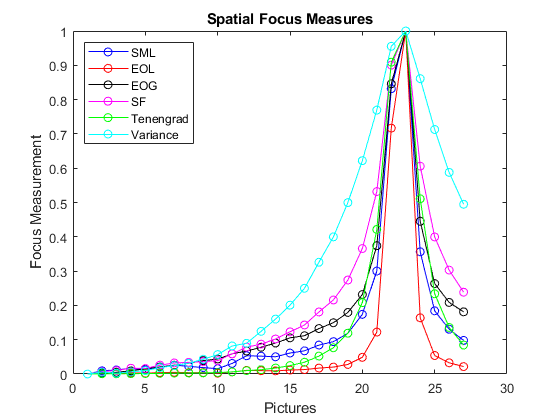 Spatial Focus Measures
SML
EOL
EOG
SF
Tenengrad
Variance
Focus Measurement
1
0.9
0.8
0.7
0.6
0.5
0.4
0.3
0.2
0.1
0
0 5 10 15 20 25 30
Pictures